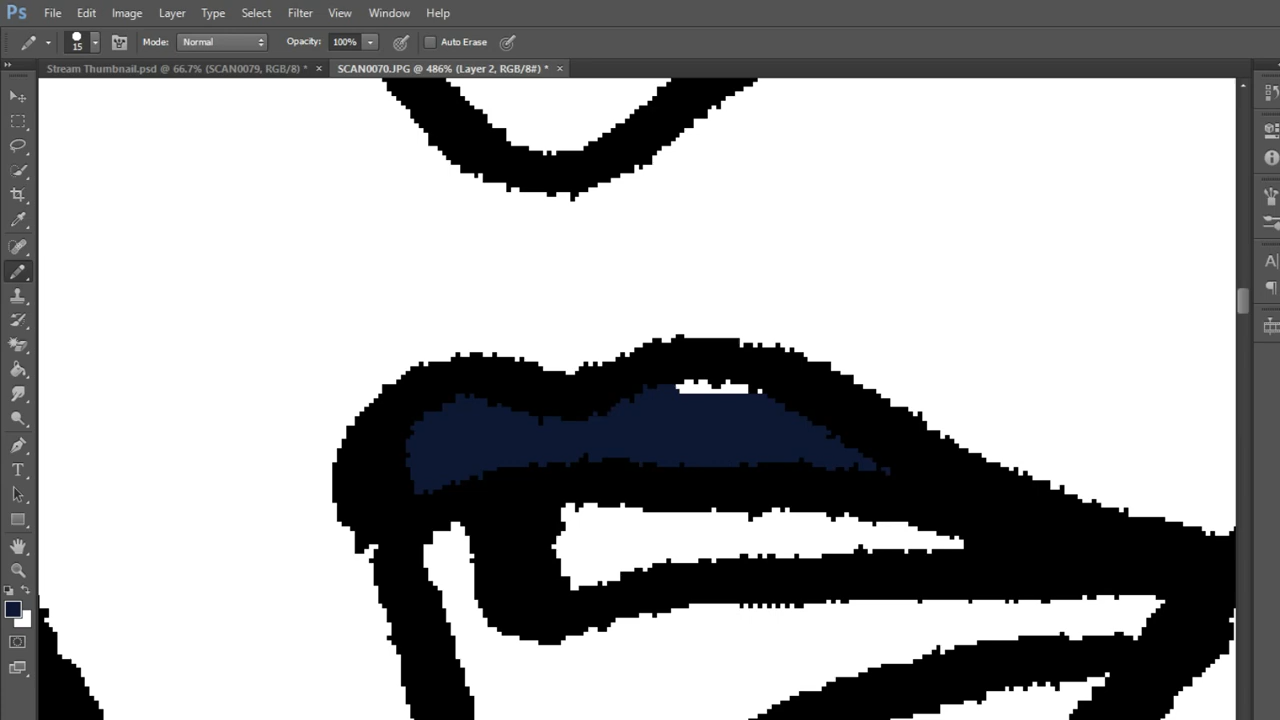 Ps File Edit Image Layer Type Select Filter View Window Help
15 Mode: Normal Opacity: 100% Auto Erase
Stream Thumbnail.psd @ 66.7% (SCAN0079, RGB/8) * × SCAN0070.JPG @ 486% (Layer 2, RGB/8#) * ×